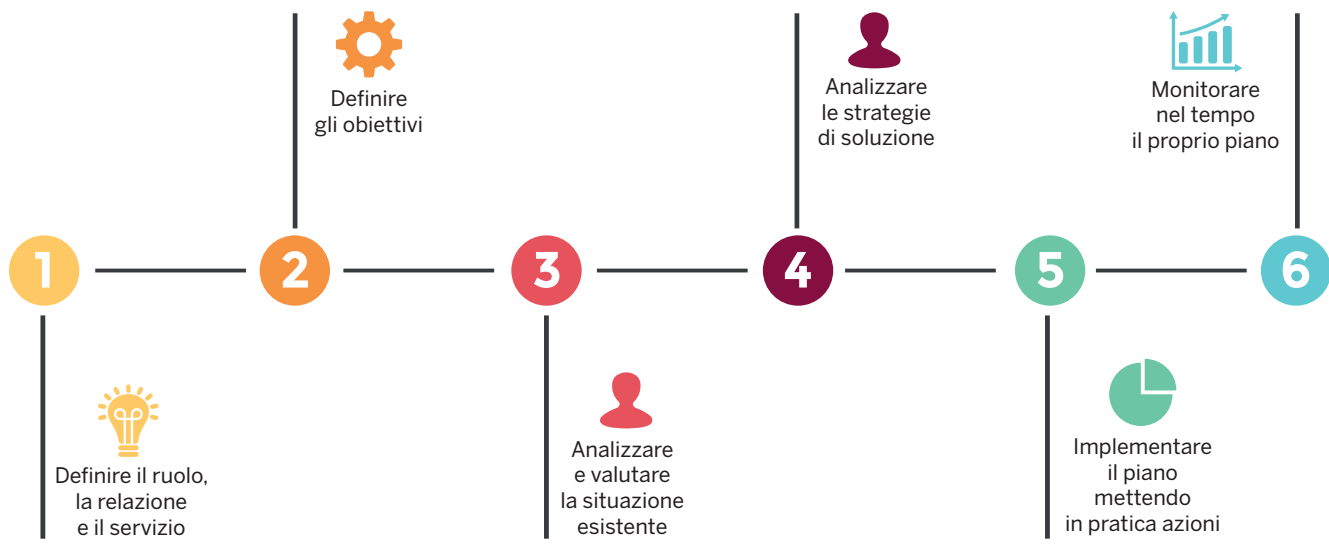 1
Definire il ruolo,
la relazione
e il servizio
2
Definire
gli obiettivi
3
Analizzare
e valutare
la situazione
esistente
4
Analizzare
le strategie
di soluzione
5
Implementare
il piano
mettendo
in pratica azioni
6
Monitorare
nel tempo
il proprio piano